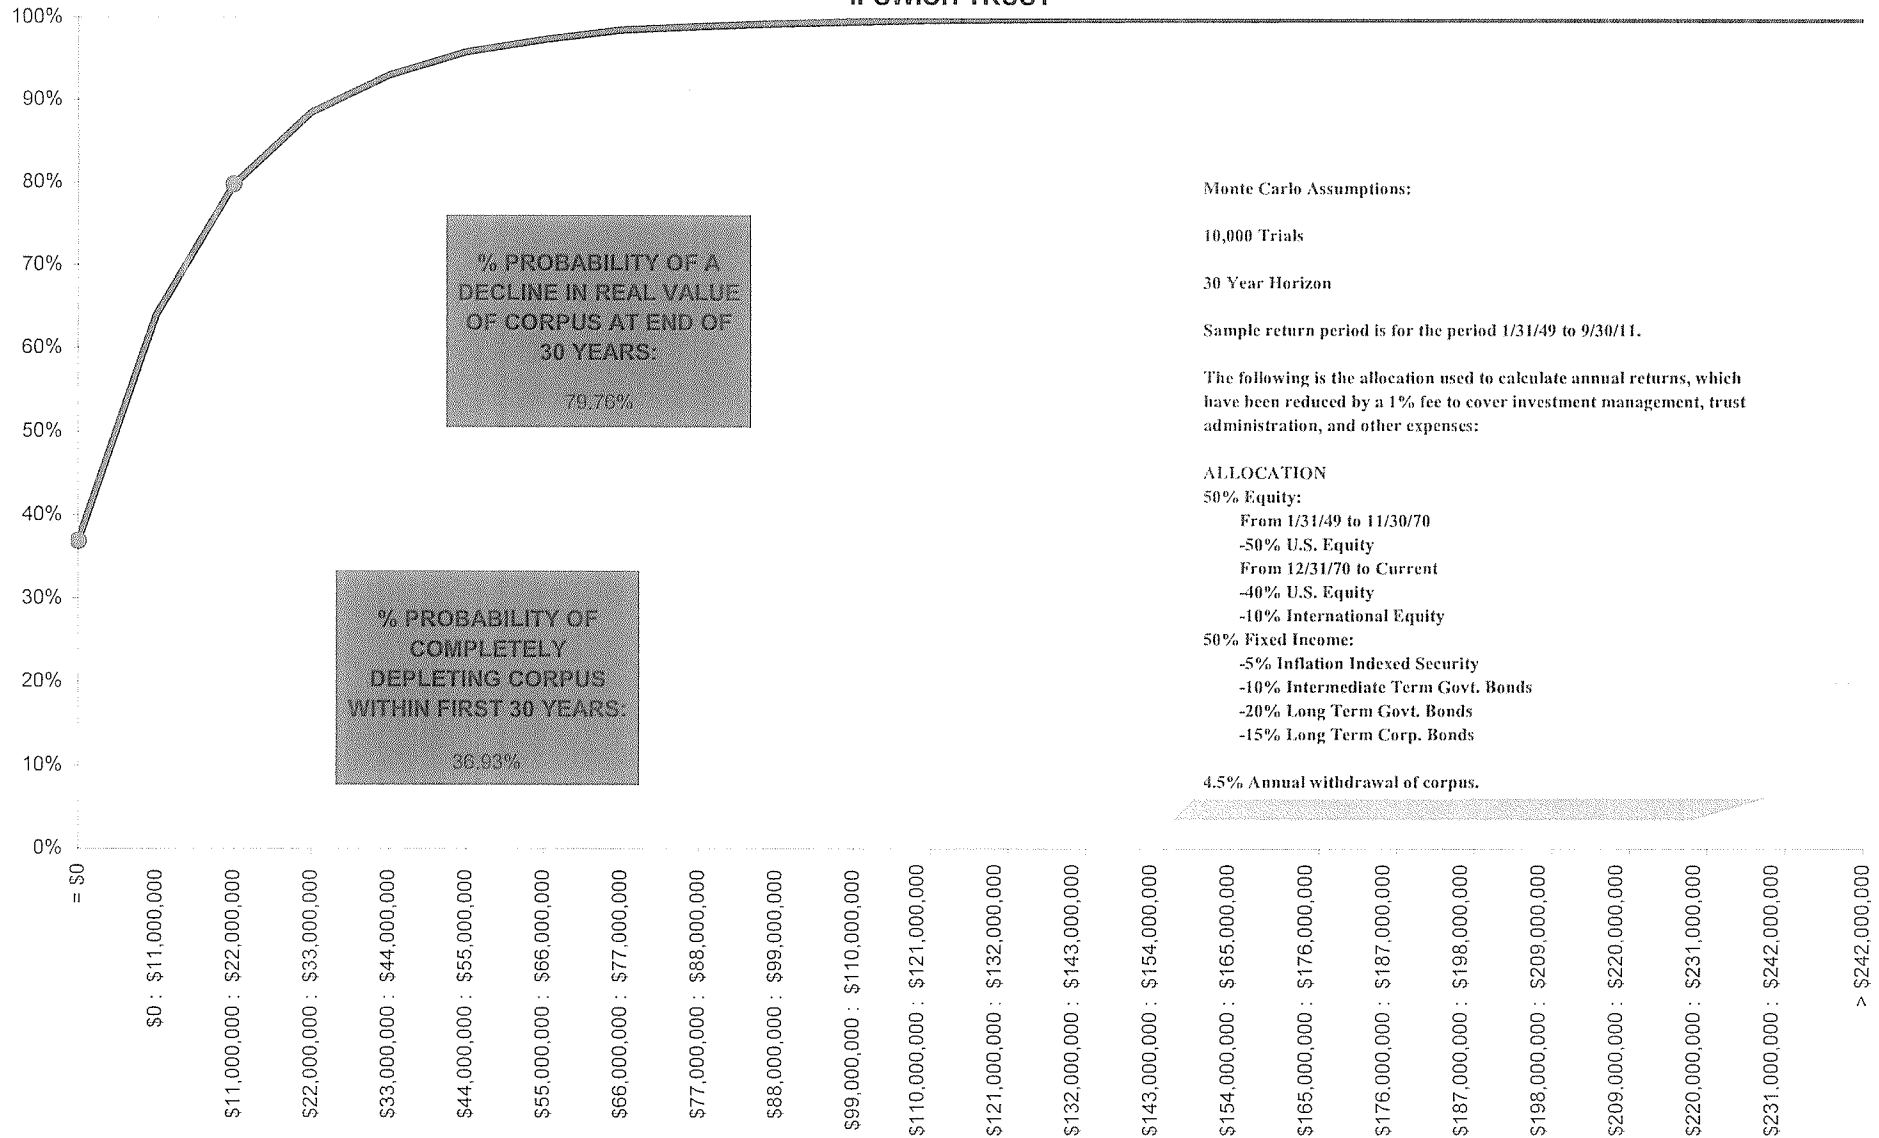 100%
90%
80%
70%
60%
50%
40%
30%
20%
10%
0%
% PROBABILITY OF A
DECLINE IN REAL VALUE
OF CORPUS AT END OF
30 YEARS:
79.76%
% PROBABILITY OF
COMPLETELY
DEPLETING CORPUS
WITHIN FIRST 30 YEARS:
36.93%
Monte Carlo Assumptions:
10,000 Trials
30 Year Horizon
Sample return period is for the period 1/31/49 to 9/30/11.
The following is the allocation used to calculate annual returns, which
have been reduced by a 1% fee to cover investment management, trust
administration, and other expenses:
ALLOCATION
50% Equity:
From 1/31/49 to 11/30/70
-50% U.S. Equity
From 12/31/70 to Current
-40% U.S. Equity
-10% International Equity
50% Fixed Income:
-5% Inflation Indexed Security
-10% Intermediate Term Govt. Bonds
-20% Long Term Govt. Bonds
-15% Long Term Corp. Bonds
4.5% Annual withdrawal of corpus.
= $0
$0 : $11,000,000
$11,000,000 : $22,000,000
$22,000,000 : $33,000,000
$33,000,000 : $44,000,000
$44,000,000 : $55,000,000
$55,000,000 : $66,000,000
$66,000,000 : $77,000,000
$77,000,000 : $88,000,000
$88,000,000 : $99,000,000
$99,000,000 : $110,000,000
$110,000,000 : $121,000,000
$121,000,000 : $132,000,000
$132,000,000 : $143,000,000
$143,000,000 : $154,000,000
$154,000,000 : $165,000,000
$165,000,000 : $176,000,000
$176,000,000 : $187,000,000
$187,000,000 : $198,000,000
$198,000,000 : $209,000,000
$209,000,000 : $220,000,000
$220,000,000 : $231,000,000
$231,000,000 : $242,000,000
> $242,000,000